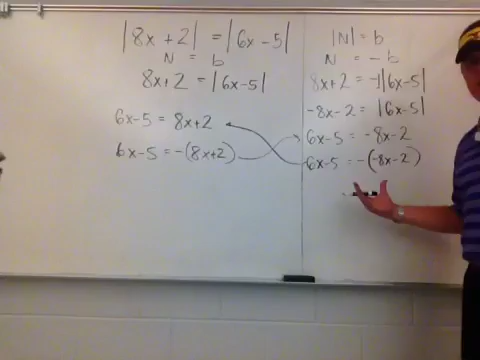 |8x + 2| = |6x - 5|
N = b
8x + 2 = |6x - 5|
6x - 5 = 8x + 2
6x - 5 = -(8x + 2)
|N| = b
N = - b
8x + 2 = -1|6x - 5|
-8x - 2 = |6x - 5|
6x - 5 = -8x - 2
6x - 5 = -(-8x - 2)